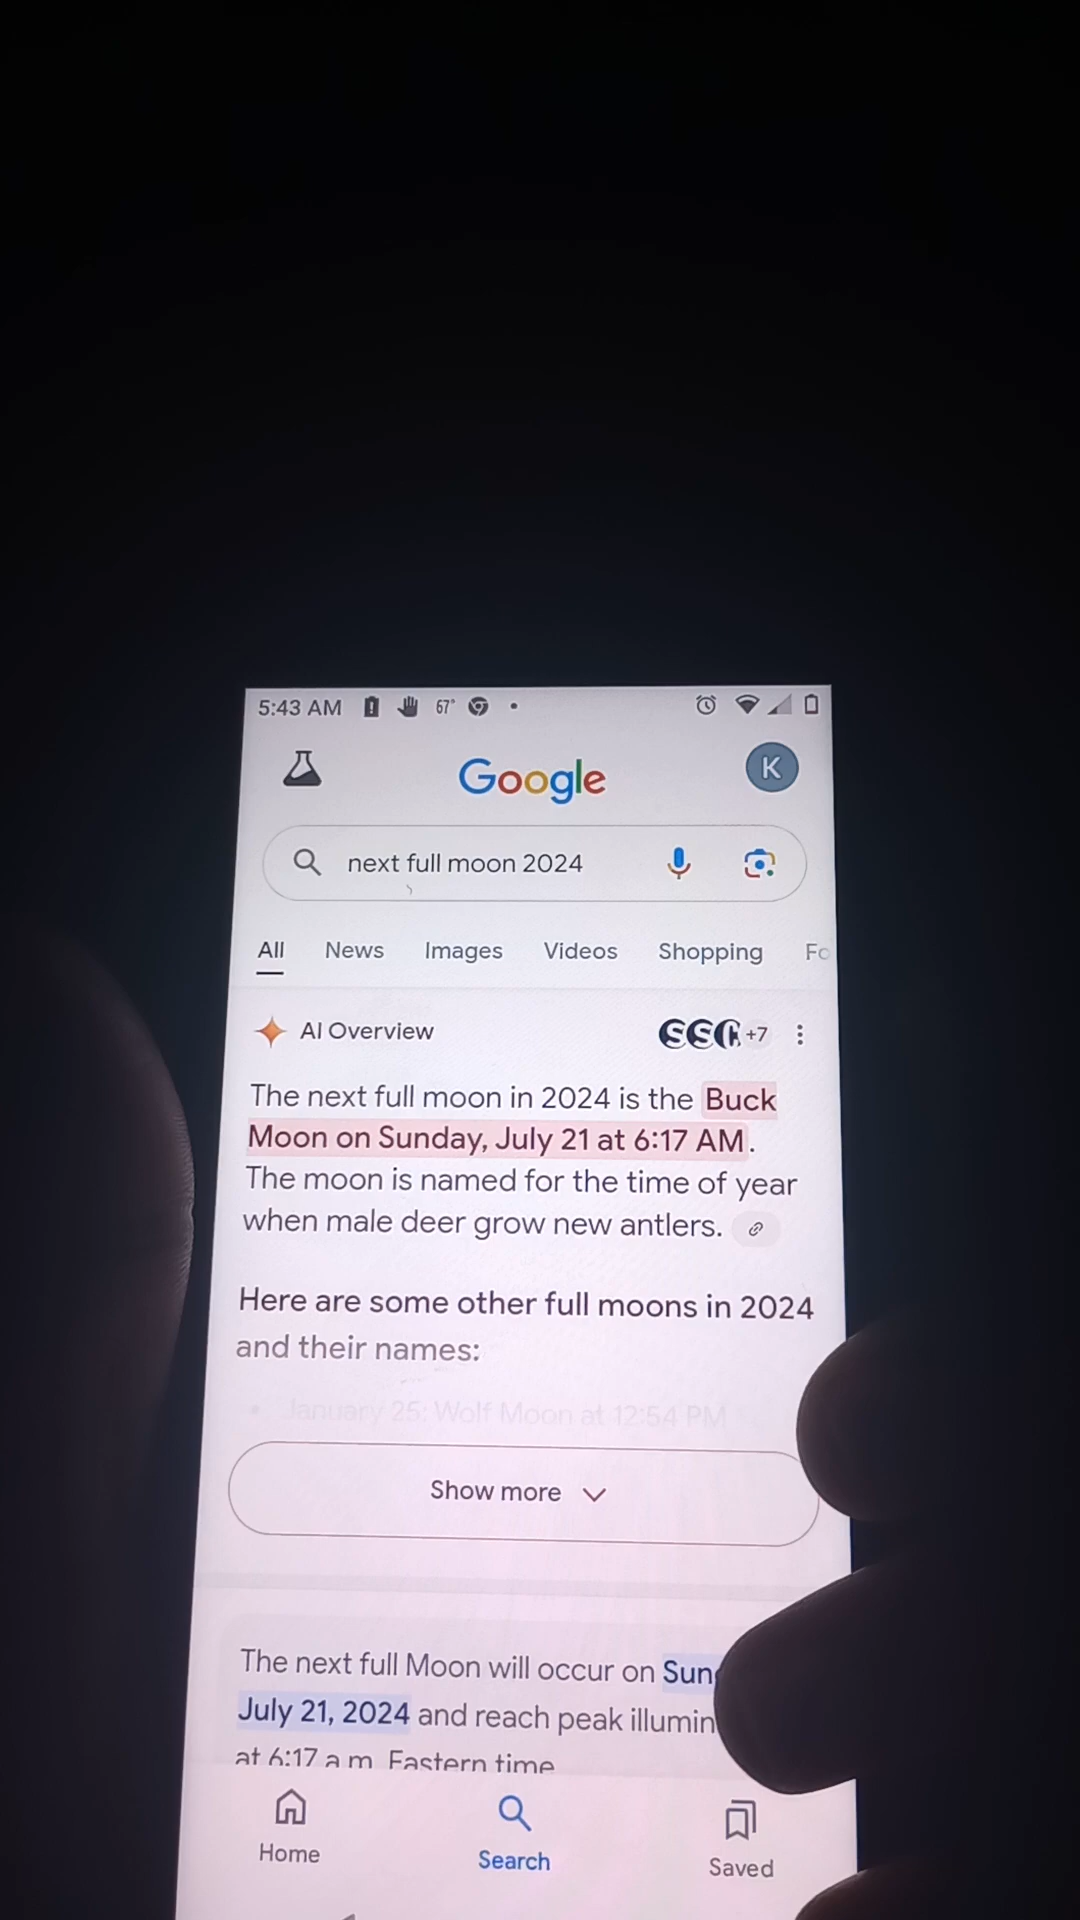 5:43 AM 67°
Google K
next full moon 2024
All News Images Videos Shopping Fo
AI Overview +7
The next full moon in 2024 is the Buck
Moon on Sunday, July 21 at 6:17 AM.
The moon is named for the time of year
when male deer grow new antlers.
Here are some other full moons in 2024
and their names:
• January 25: Wolf Moon at 12:54 PM
Show more
The next full Moon will occur on Sun
July 21, 2024 and reach peak illumin
at 6:17 a.m. Eastern time
Home Search Saved